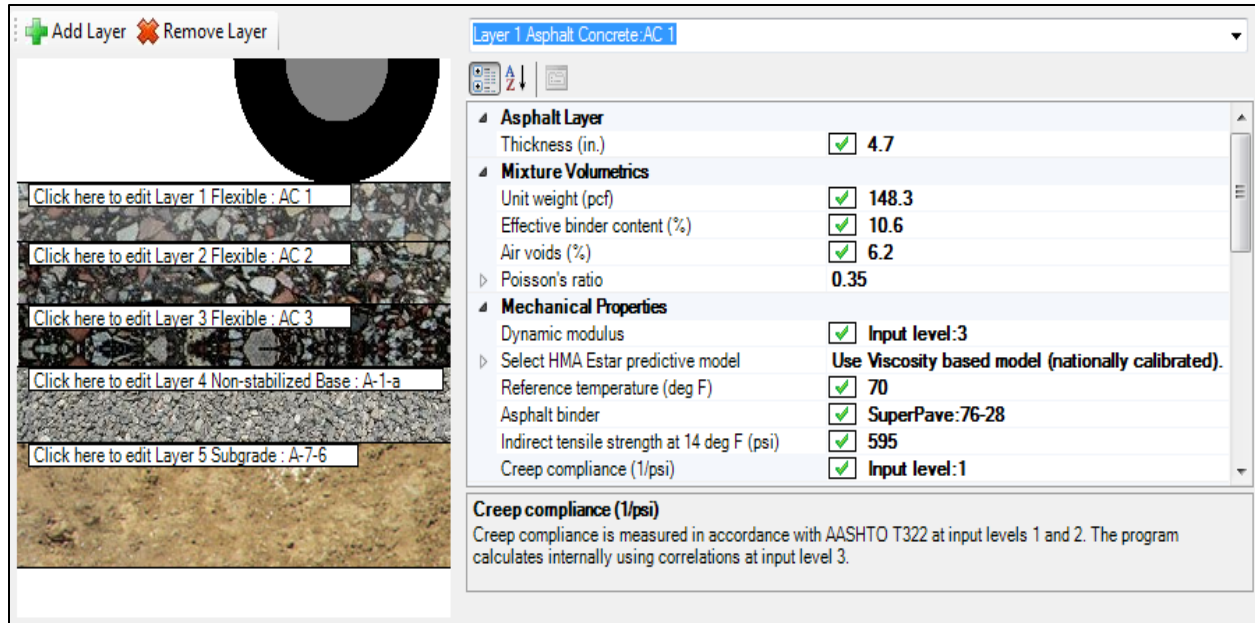 Add Layer Remove Layer
Click here to edit Layer 1 Flexible : AC 1
Click here to edit Layer 2 Flexible : AC 2
Click here to edit Layer 3 Flexible : AC 3
Click here to edit Layer 4 Non-stabilized Base : A-1-a
Click here to edit Layer 5 Subgrade : A-7-6
Layer 1 Asphalt Concrete:AC 1
A
Z
Asphalt Layer
Thickness (in.) 4.7
Mixture Volumetrics
Unit weight (pcf) 148.3
Effective binder content (%) 10.6
Air voids (%) 6.2
Poisson's ratio 0.35
Mechanical Properties
Dynamic modulus Input level:3
Select HMA Estar predictive model Use Viscosity based model (nationally calibrated).
Reference temperature (deg F) 70
Asphalt binder SuperPave:76-28
Indirect tensile strength at 14 deg F (psi) 595
Creep compliance (1/psi) Input level:1
Creep compliance (1/psi)
Creep compliance is measured in accordance with AASHTO T322 at input levels 1 and 2. The program
calculates internally using correlations at input level 3.